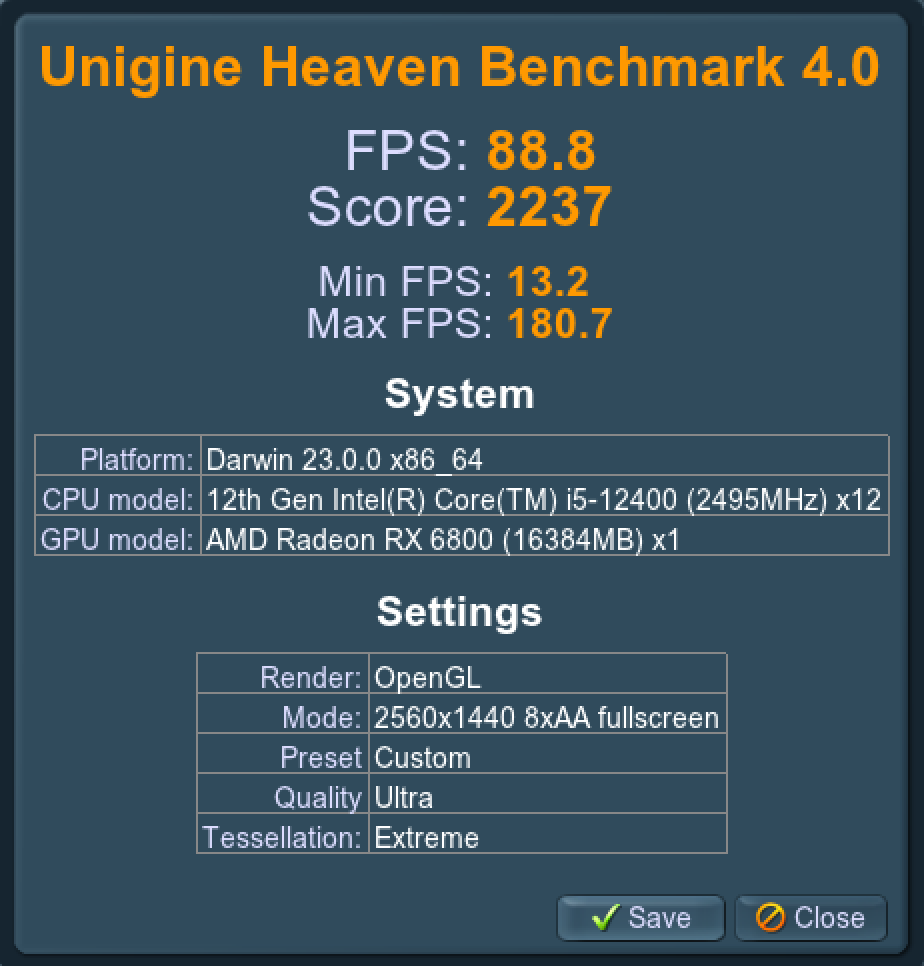 Unigine Heaven Benchmark 4.0
FPS: 88.8
Score: 2237
Min FPS: 13.2
Max FPS: 180.7
System
Platform: Darwin 23.0.0 x86_64
CPU model: 12th Gen Intel(R) Core(TM) i5-12400 (2495MHz) x12
GPU model: AMD Radeon RX 6800 (16384MB) x1
Settings
Render: OpenGL
Mode: 2560x1440 8xAA fullscreen
Preset Custom
Quality Ultra
Tessellation: Extreme
Save Close